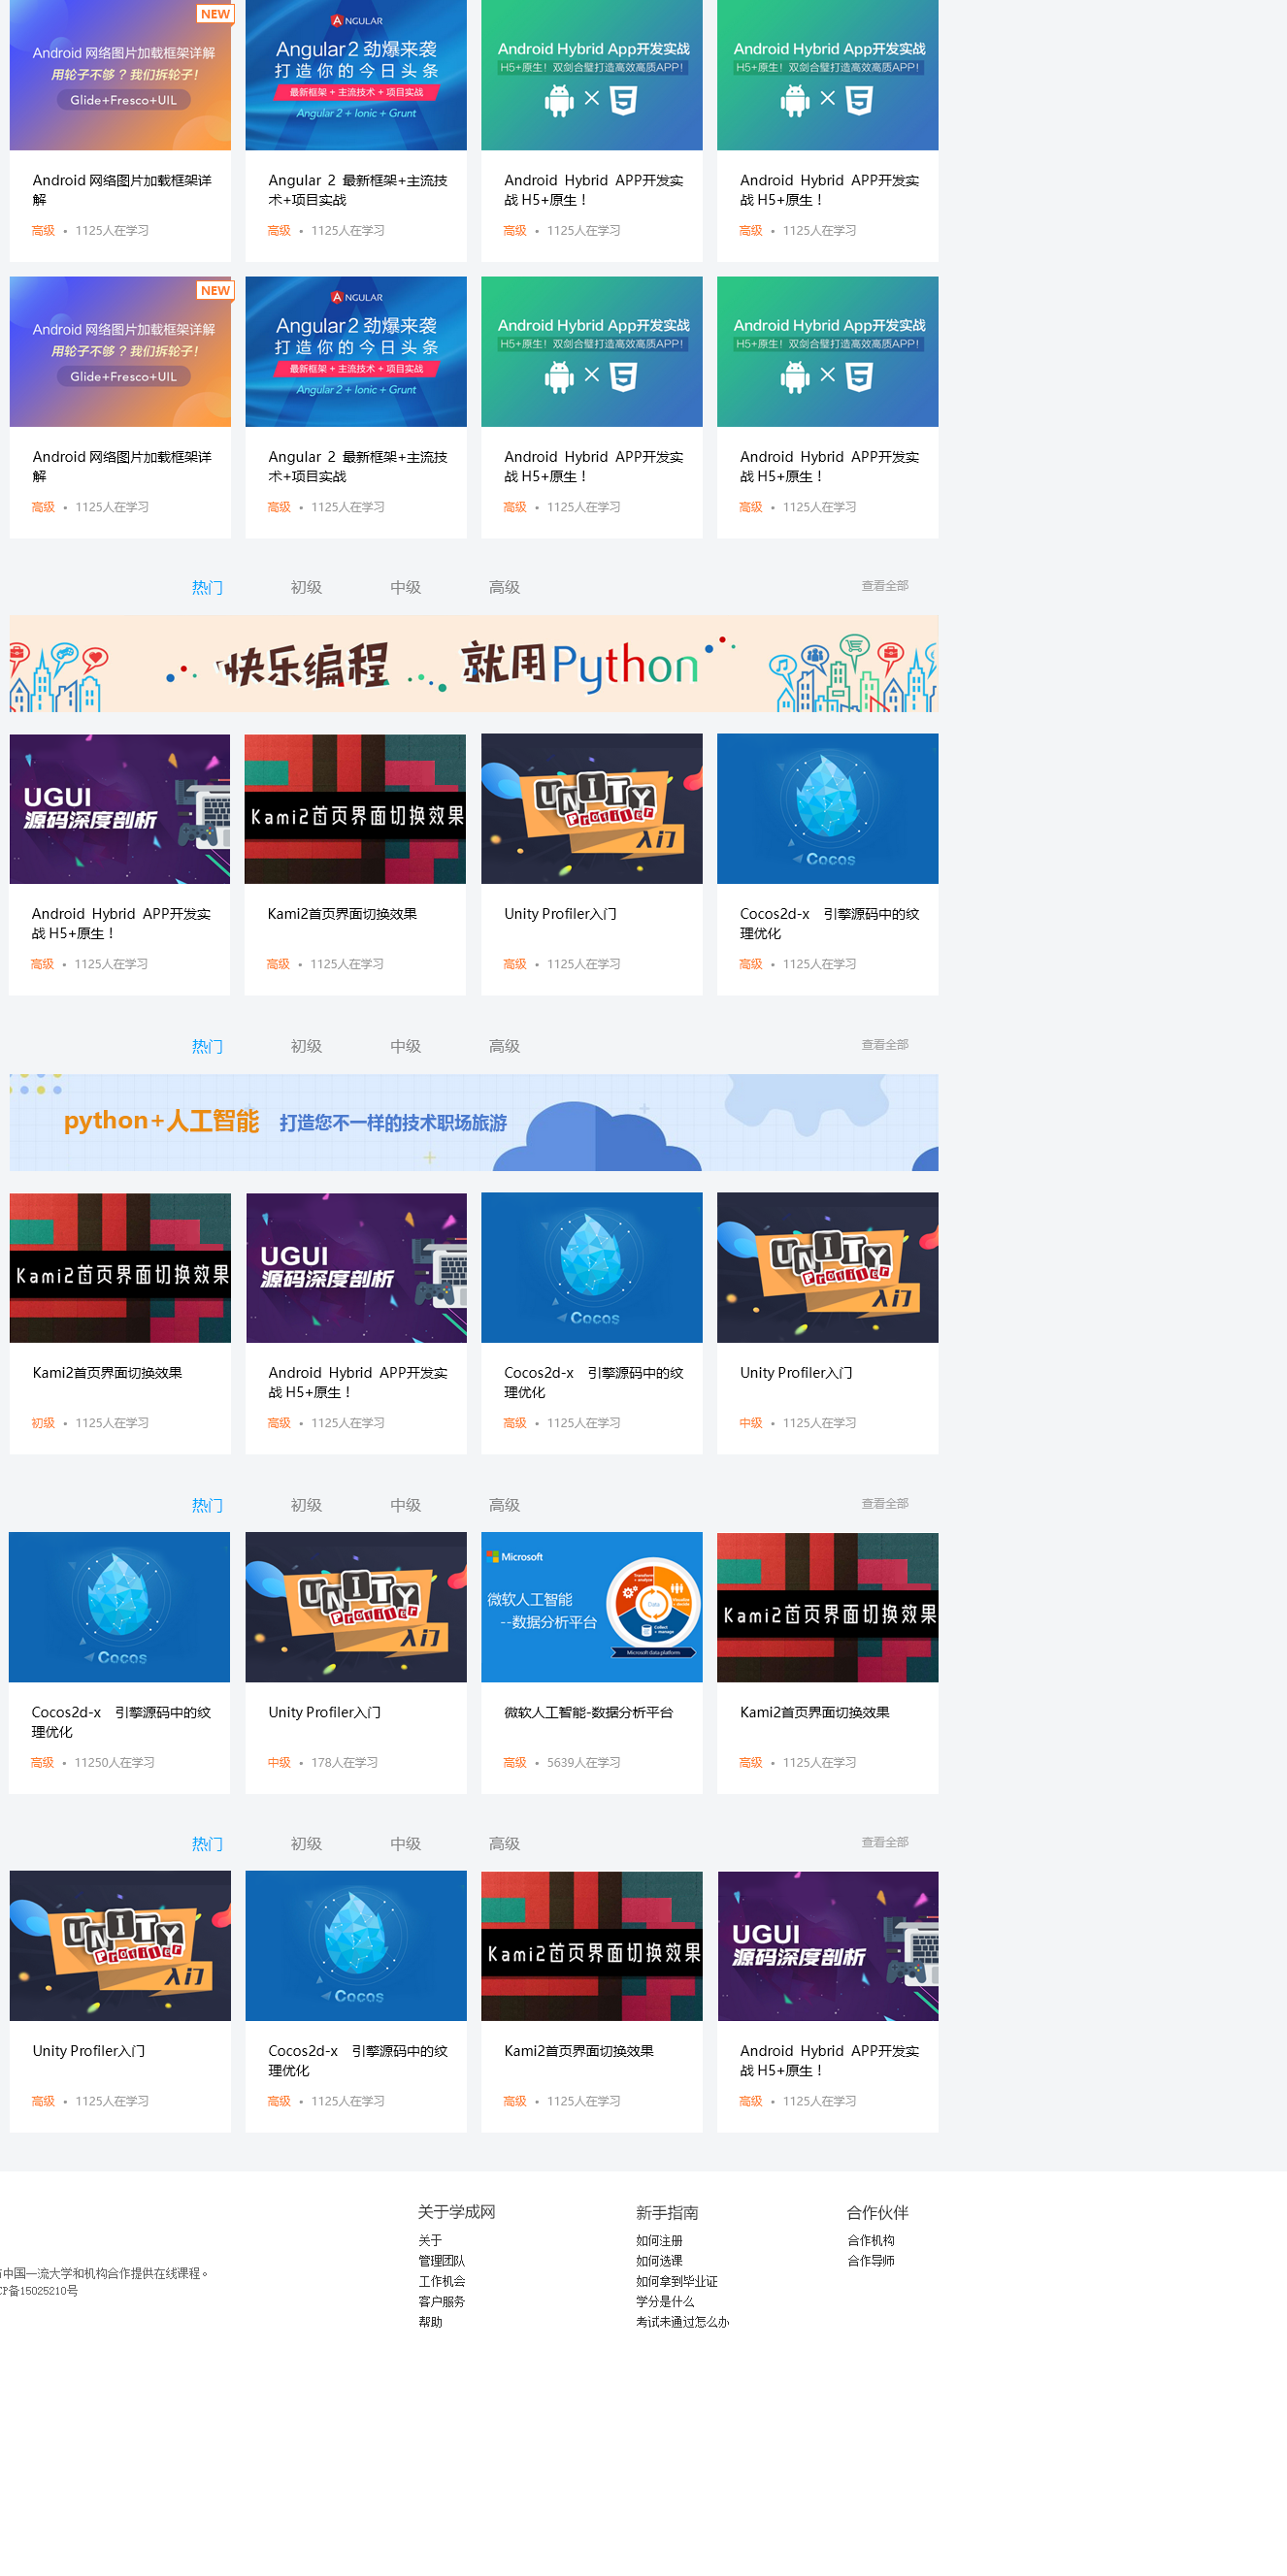 NEW
Android 网络图片加载框架详解
用轮子不够？我们拆轮子！
Glide+Fresco+UIL
ANGULAR
Angular2 劲爆来袭
打造你的今日头条
最新框架 + 主流技术 + 项目实战
Angular 2 + Ionic + Grunt
Android Hybrid App开发实战
H5+原生！双剑合璧打造高效高质APP！
Android Hybrid App开发实战
H5+原生！双剑合璧打造高效高质APP！
Android 网络图片加载框架详
解
高级 • 1125人在学习
Angular 2 最新框架+主流技
术+项目实战
高级 • 1125人在学习
Android Hybrid APP开发实
战 H5+原生！
高级 • 1125人在学习
Android Hybrid APP开发实
战 H5+原生！
高级 • 1125人在学习
NEW
Android 网络图片加载框架详解
用轮子不够？我们拆轮子！
Glide+Fresco+UIL
ANGULAR
Angular2 劲爆来袭
打造你的今日头条
最新框架 + 主流技术 + 项目实战
Angular 2 + Ionic + Grunt
Android Hybrid App开发实战
H5+原生！双剑合璧打造高效高质APP！
Android Hybrid App开发实战
H5+原生！双剑合璧打造高效高质APP！
Android 网络图片加载框架详
解
高级 • 1125人在学习
Angular 2 最新框架+主流技
术+项目实战
高级 • 1125人在学习
Android Hybrid APP开发实
战 H5+原生！
高级 • 1125人在学习
Android Hybrid APP开发实
战 H5+原生！
高级 • 1125人在学习
热门 初级 中级 高级 查看全部
快乐编程 就用Python
UGUI
源码深度剖析
Kami2首页界面切换效果
UNITY
Profiler
入门
Cocos
Android Hybrid APP开发实
战 H5+原生！
高级 • 1125人在学习
Kami2首页界面切换效果
高级 • 1125人在学习
Unity Profiler入门
高级 • 1125人在学习
Cocos2d-x 引擎源码中的纹
理优化
高级 • 1125人在学习
热门 初级 中级 高级 查看全部
python+人工智能 打造您不一样的技术职场旅游
Kami2首页界面切换效果
UGUI
源码深度剖析
Cocos
UNITY
Profiler
入门
Kami2首页界面切换效果
初级 • 1125人在学习
Android Hybrid APP开发实
战 H5+原生！
高级 • 1125人在学习
Cocos2d-x 引擎源码中的纹
理优化
高级 • 1125人在学习
Unity Profiler入门
中级 • 1125人在学习
热门 初级 中级 高级 查看全部
Cocos
UNITY
Profiler
入门
Microsoft
微软人工智能
--数据分析平台
Transform
+ analyze
Visualize
Data
Collect
+ manage
Microsoft data platform
Kami2首页界面切换效果
Cocos2d-x 引擎源码中的纹
理优化
高级 • 11250人在学习
Unity Profiler入门
中级 • 178人在学习
微软人工智能-数据分析平台
高级 • 5639人在学习
Kami2首页界面切换效果
高级 • 1125人在学习
热门 初级 中级 高级 查看全部
UNITY
Profiler
入门
Cocos
Kami2首页界面切换效果
UGUI
源码深度剖析
Unity Profiler入门
高级 • 1125人在学习
Cocos2d-x 引擎源码中的纹
理优化
高级 • 1125人在学习
Kami2首页界面切换效果
高级 • 1125人在学习
Android Hybrid APP开发实
战 H5+原生！
高级 • 1125人在学习
中国一流大学和机构合作提供在线课程。
CP备15025210号
关于学成网
关于
管理团队
工作机会
客户服务
帮助
新手指南
如何注册
如何选课
如何拿到毕业证
学分是什么
考试未通过怎么办
合作伙伴
合作机构
合作导师